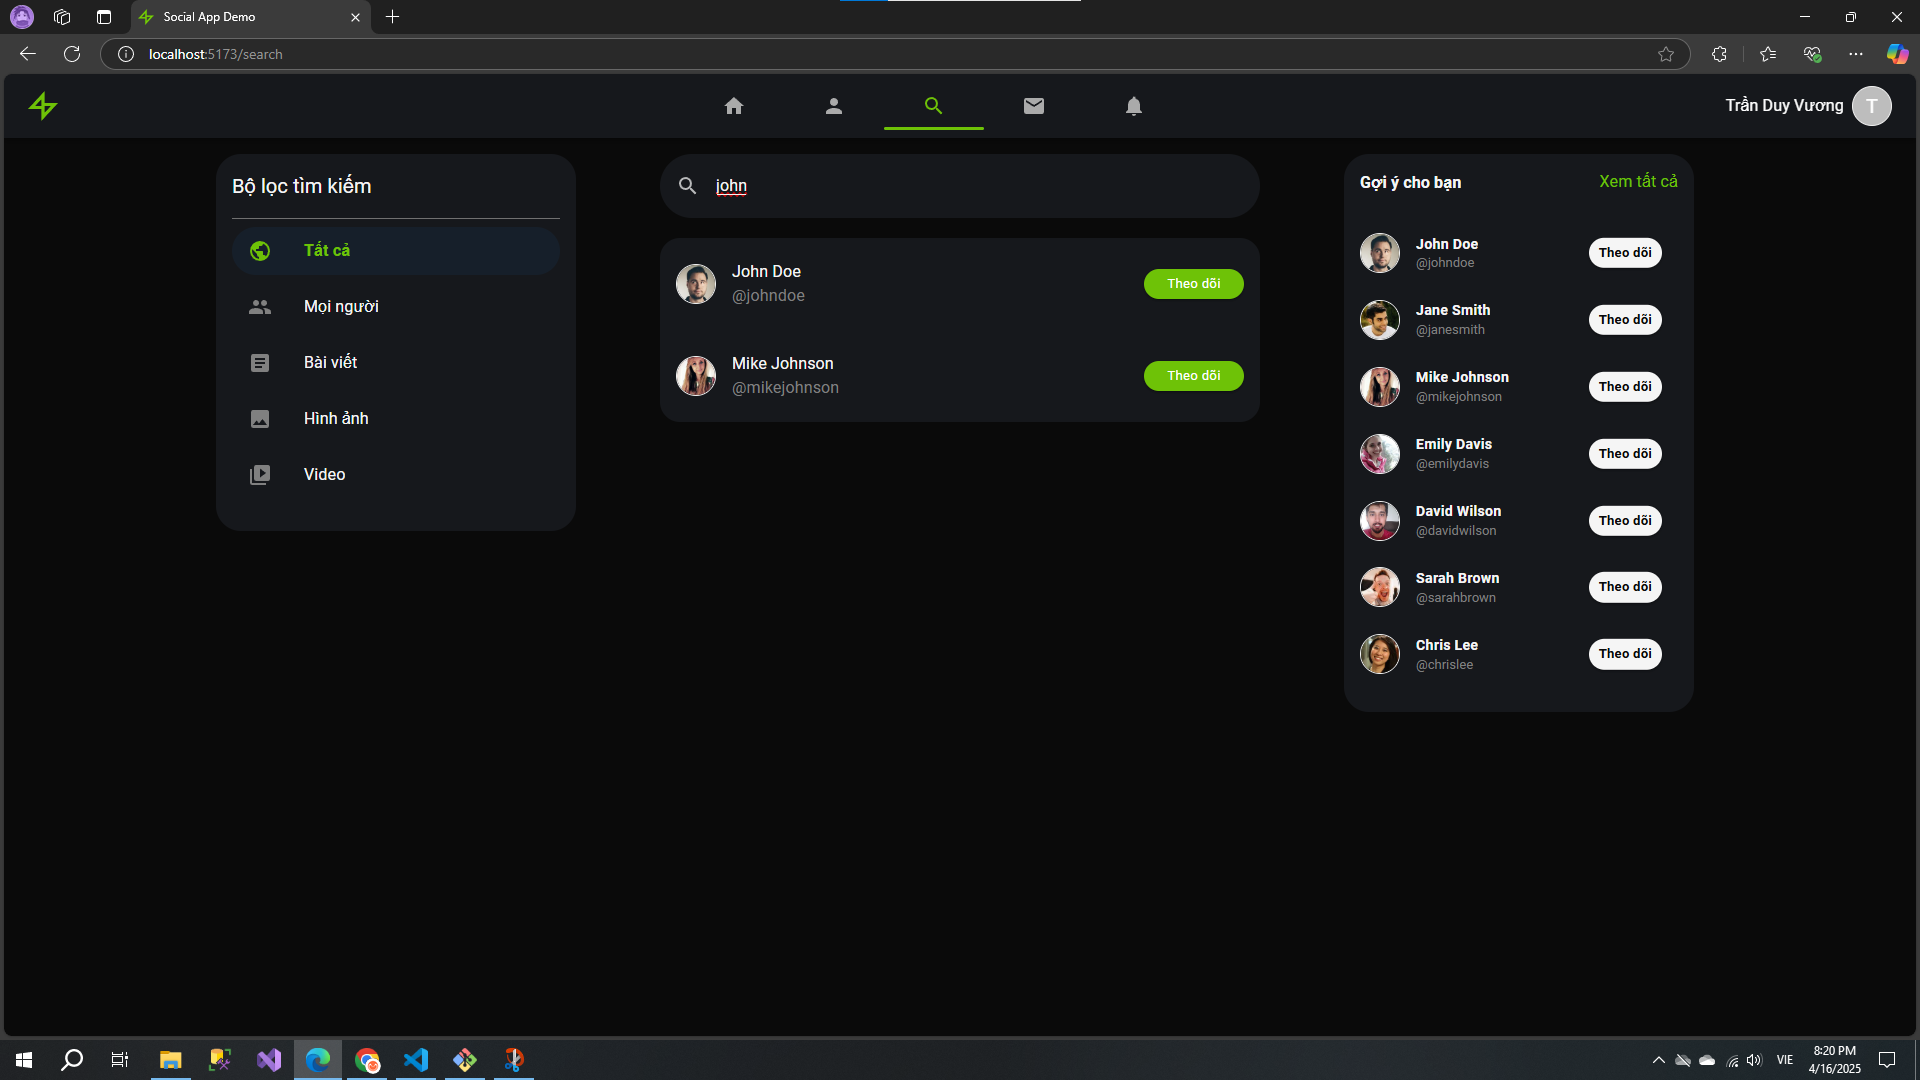 Social App Demo
localhost:5173/search
Trần Duy Vương
T
Bộ lọc tìm kiếm
Tất cả
Mọi người
Bài viết
Hình ảnh
Video
john
John Doe
@johndoe
Theo dõi
Mike Johnson
@mikejohnson
Theo dõi
Gợi ý cho bạn
Xem tất cả
John Doe
@johndoe
Theo dõi
Jane Smith
@janesmith
Theo dõi
Mike Johnson
@mikejohnson
Theo dõi
Emily Davis
@emilydavis
Theo dõi
David Wilson
@davidwilson
Theo dõi
Sarah Brown
@sarahbrown
Theo dõi
Chris Lee
@chrislee
Theo dõi
VIE
8:20 PM
4/16/2025